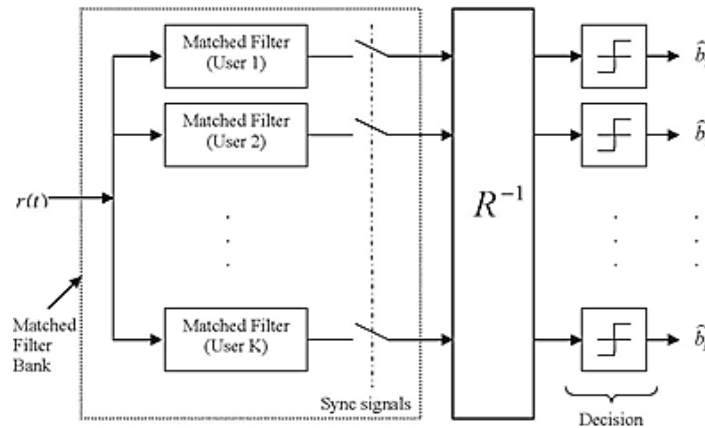 Matched Filter
(User 1)
Matched Filter
(User 2)
r(t)
R⁻¹
Matched
Filter
Bank
Matched Filter
(User K)
Sync signals
Decision